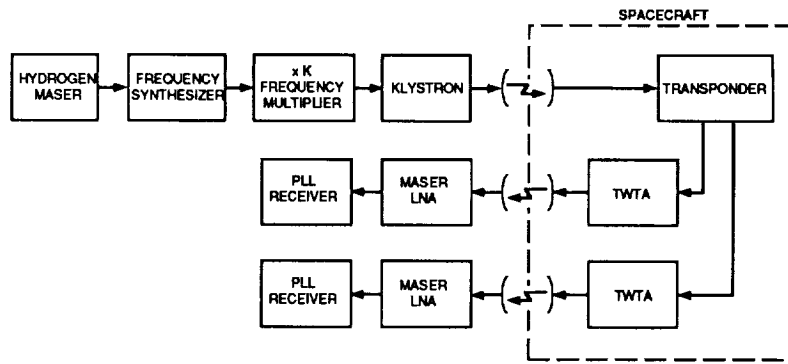 SPACECRAFT
HYDROGEN
MASER
FREQUENCY
SYNTHESIZER
x K
FREQUENCY
MULTIPLIER
KLYSTRON
TRANSPONDER
PLL
RECEIVER
MASER
LNA
TWTA
PLL
RECEIVER
MASER
LNA
TWTA